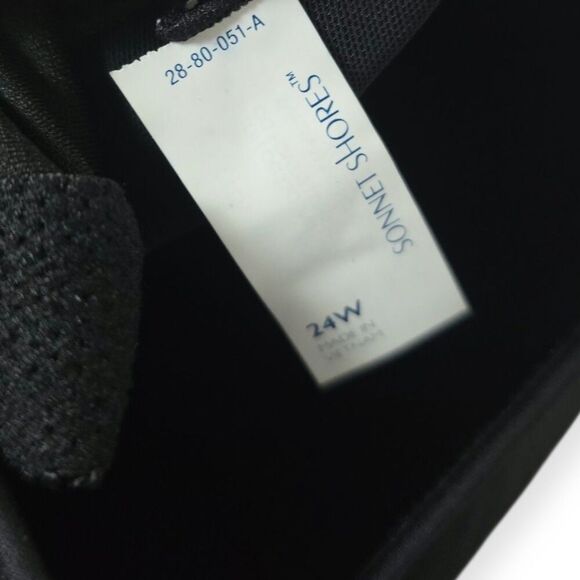 28-80-051-A
SONNET SHORES™
24W
MADE IN
VIETNAM